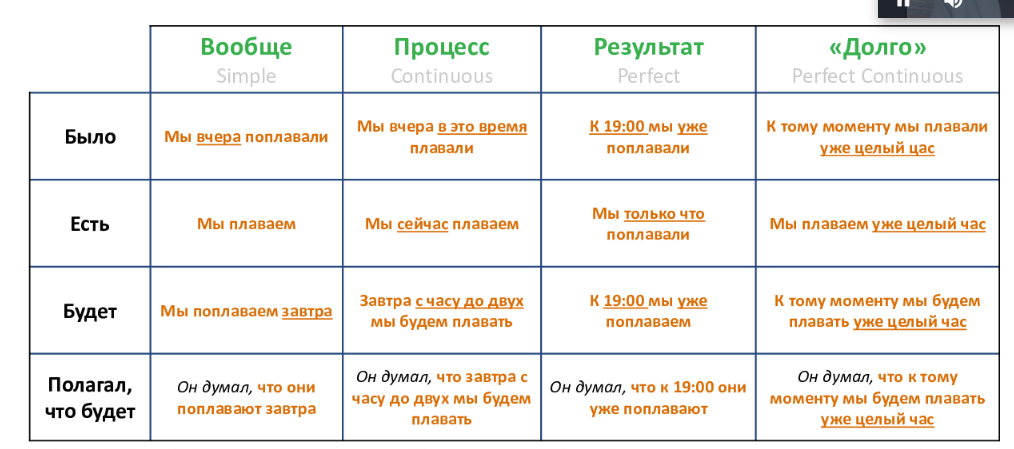 Вообще
Simple
Процесс
Continuous
Результат
Perfect
«Долго»
Perfect Continuous
Было
Мы вчера поплавали
Мы вчера в это время
плавали
К 19:00 мы уже
поплавали
К тому моменту мы плавали
уже целый цас
Есть
Мы плаваем
Мы сейчас плаваем
Мы только что
поплавали
Мы плаваем уже целый час
Будет
Мы поплаваем завтра
Завтра с часу до двух
мы будем плавать
К 19:00 мы уже
поплаваем
К тому моменту мы будем
плавать уже целый час
Полагал,
что будет
Он думал, что они
поплавают завтра
Он думал, что завтра с
часу до двух мы будем
плавать
Он думал, что к 19:00 они
уже поплавают
Он думал, что к тому
моменту мы будем плавать
уже целый час